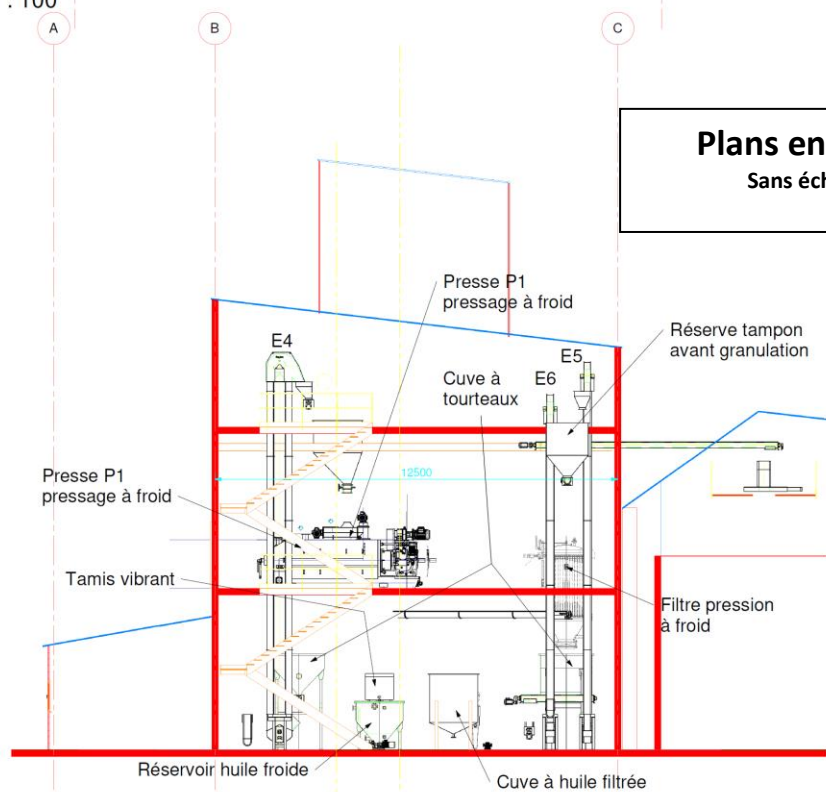 : 100
A
B
C
Plans en
Sans éch
Presse P1
pressage à froid
Réserve tampon
avant granulation
E4
E5
E6
Cuve à
tourteaux
12500
Presse P1
pressage à froid
Tamis vibrant
Filtre pression
à froid
Réservoir huile froide
Cuve à huile filtrée